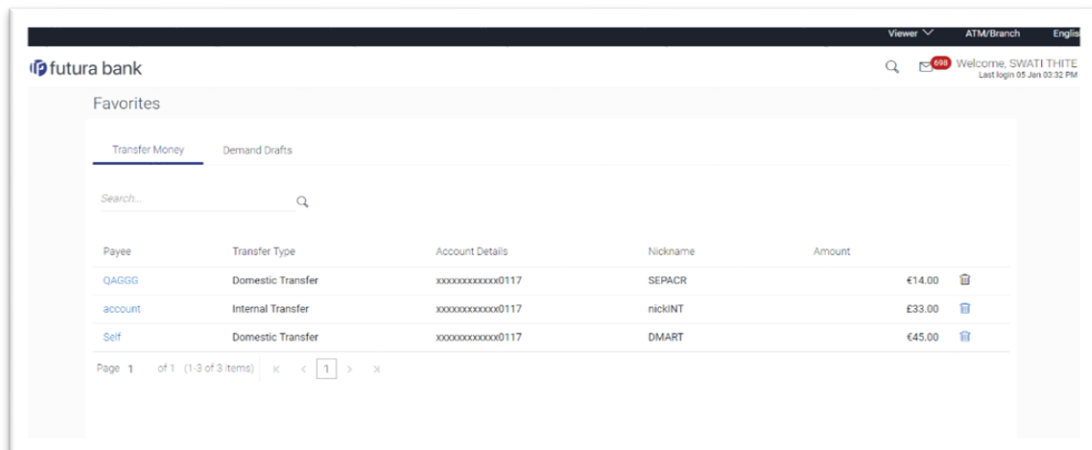 Viewer ATM/Branch Englis
futura bank 698 Welcome, SWATI THITE
Last login 05 Jan 03:32 PM
Favorites
Transfer Money Demand Drafts
Search...
Payee Transfer Type Account Details Nickname Amount
QAGGG Domestic Transfer xxxxxxxxxxxx0117 SEPACR €14.00
account Internal Transfer xxxxxxxxxxxx0117 nickINT £33.00
Self Domestic Transfer xxxxxxxxxxxx0117 DMART €45.00
Page 1 of 1 (1-3 of 3 items) 1